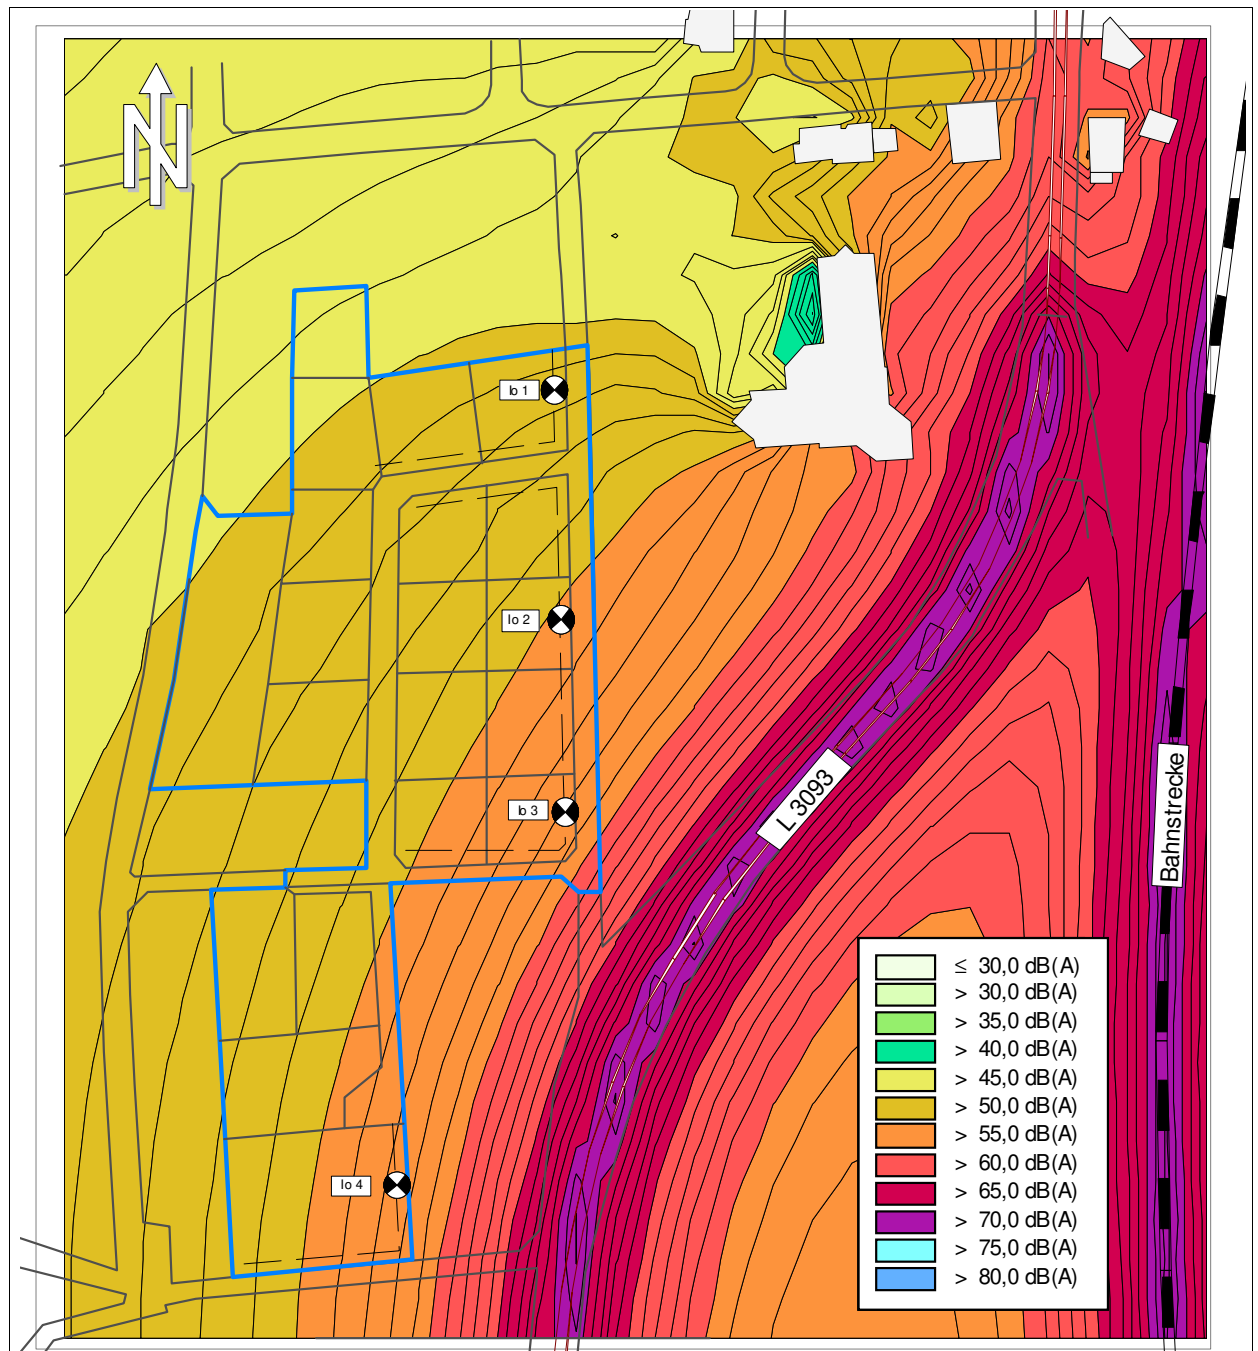 N
Io 1
Io 2
Io 3
L 3093
Bahnstrecke
Io 4
≤ 30,0 dB(A)
> 30,0 dB(A)
> 35,0 dB(A)
> 40,0 dB(A)
> 45,0 dB(A)
> 50,0 dB(A)
> 55,0 dB(A)
> 60,0 dB(A)
> 65,0 dB(A)
> 70,0 dB(A)
> 75,0 dB(A)
> 80,0 dB(A)